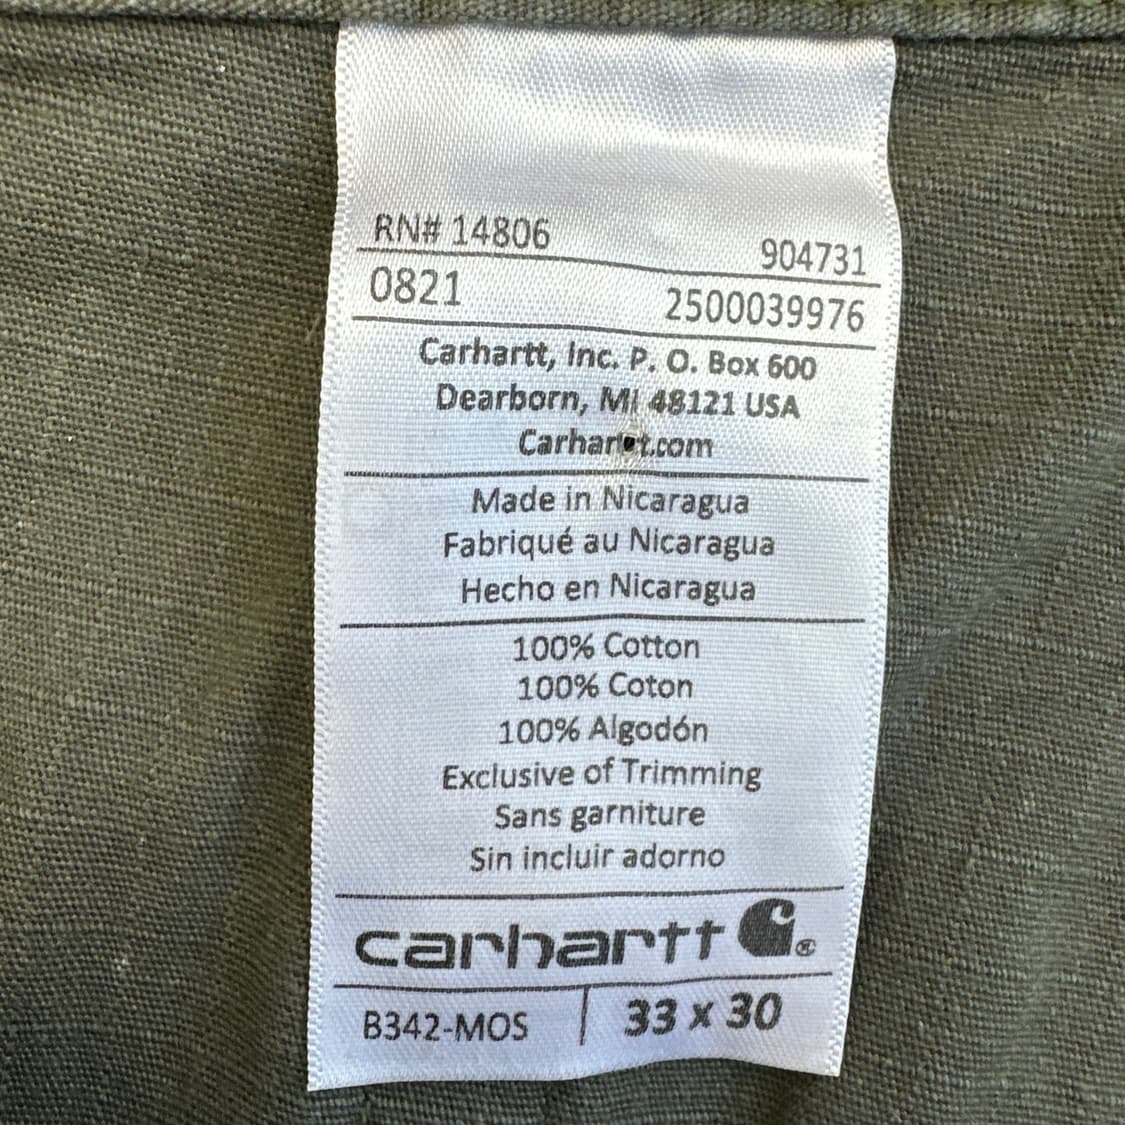 RN# 14806 904731
0821 2500039976
Carhartt, Inc. P. O. Box 600
Dearborn, MI 48121 USA
Carhartt.com
Made in Nicaragua
Fabriqué au Nicaragua
Hecho en Nicaragua
100% Cotton
100% Coton
100% Algodón
Exclusive of Trimming
Sans garniture
Sin incluir adorno
carhartt ®
B342-MOS 33 x 30